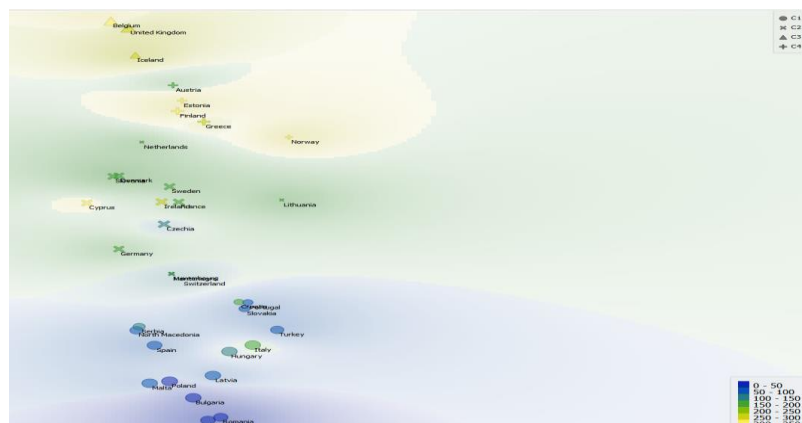 Belgium
United Kingdom
Iceland
Austria
Estonia
Finland
Greece
Norway
Netherlands
Sweden
Lithuania
Cyprus
Czechia
Germany
Switzerland
Slovakia
North Macedonia
Turkey
Spain
Italy
Hungary
Latvia
Malta
Poland
Bulgaria
Romania
C1
C2
C3
C4
0 - 50
50 - 100
100 - 150
150 - 200
200 - 250
250 - 300